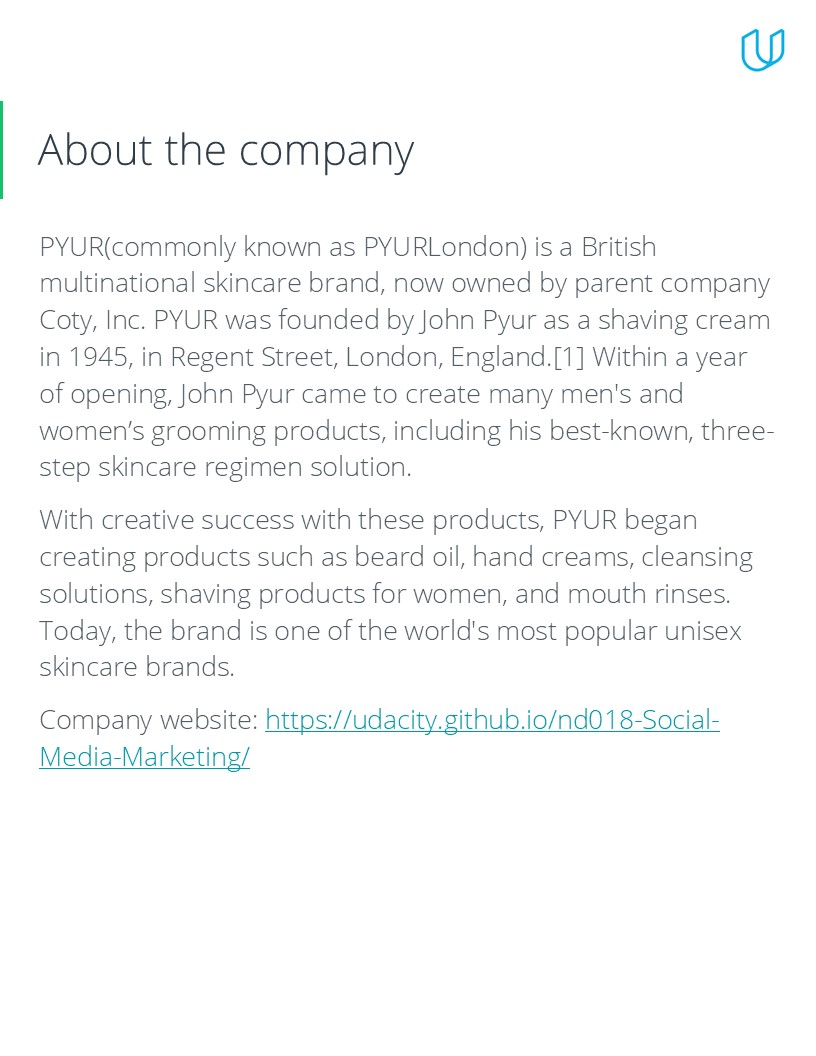 About the company
PYUR(commonly known as PYURLondon) is a British
multinational skincare brand, now owned by parent company
Coty, Inc. PYUR was founded by John Pyur as a shaving cream
in 1945, in Regent Street, London, England.[1] Within a year
of opening, John Pyur came to create many men's and
women’s grooming products, including his best-known, three-
step skincare regimen solution.
With creative success with these products, PYUR began
creating products such as beard oil, hand creams, cleansing
solutions, shaving products for women, and mouth rinses.
Today, the brand is one of the world's most popular unisex
skincare brands.
Company website: https://udacity.github.io/nd018-Social-
Media-Marketing/